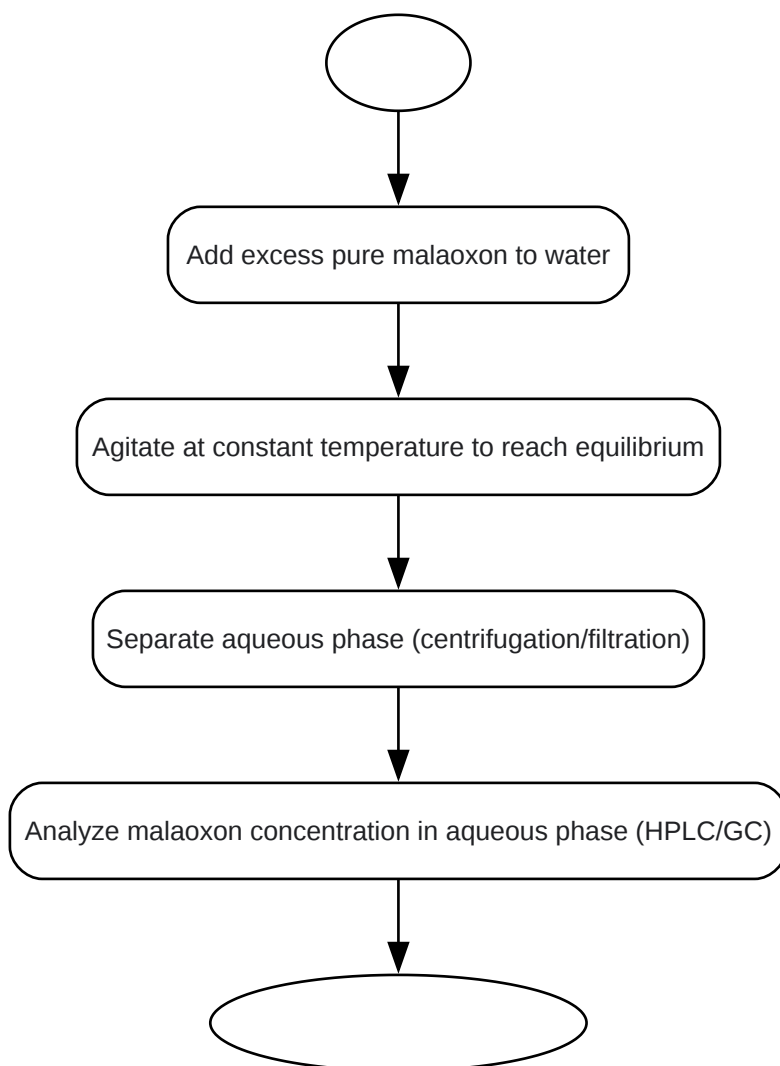 Add excess pure malaoxon to water
Agitate at constant temperature to reach equilibrium
Separate aqueous phase (centrifugation/filtration)
Analyze malaoxon concentration in aqueous phase (HPLC/GC)